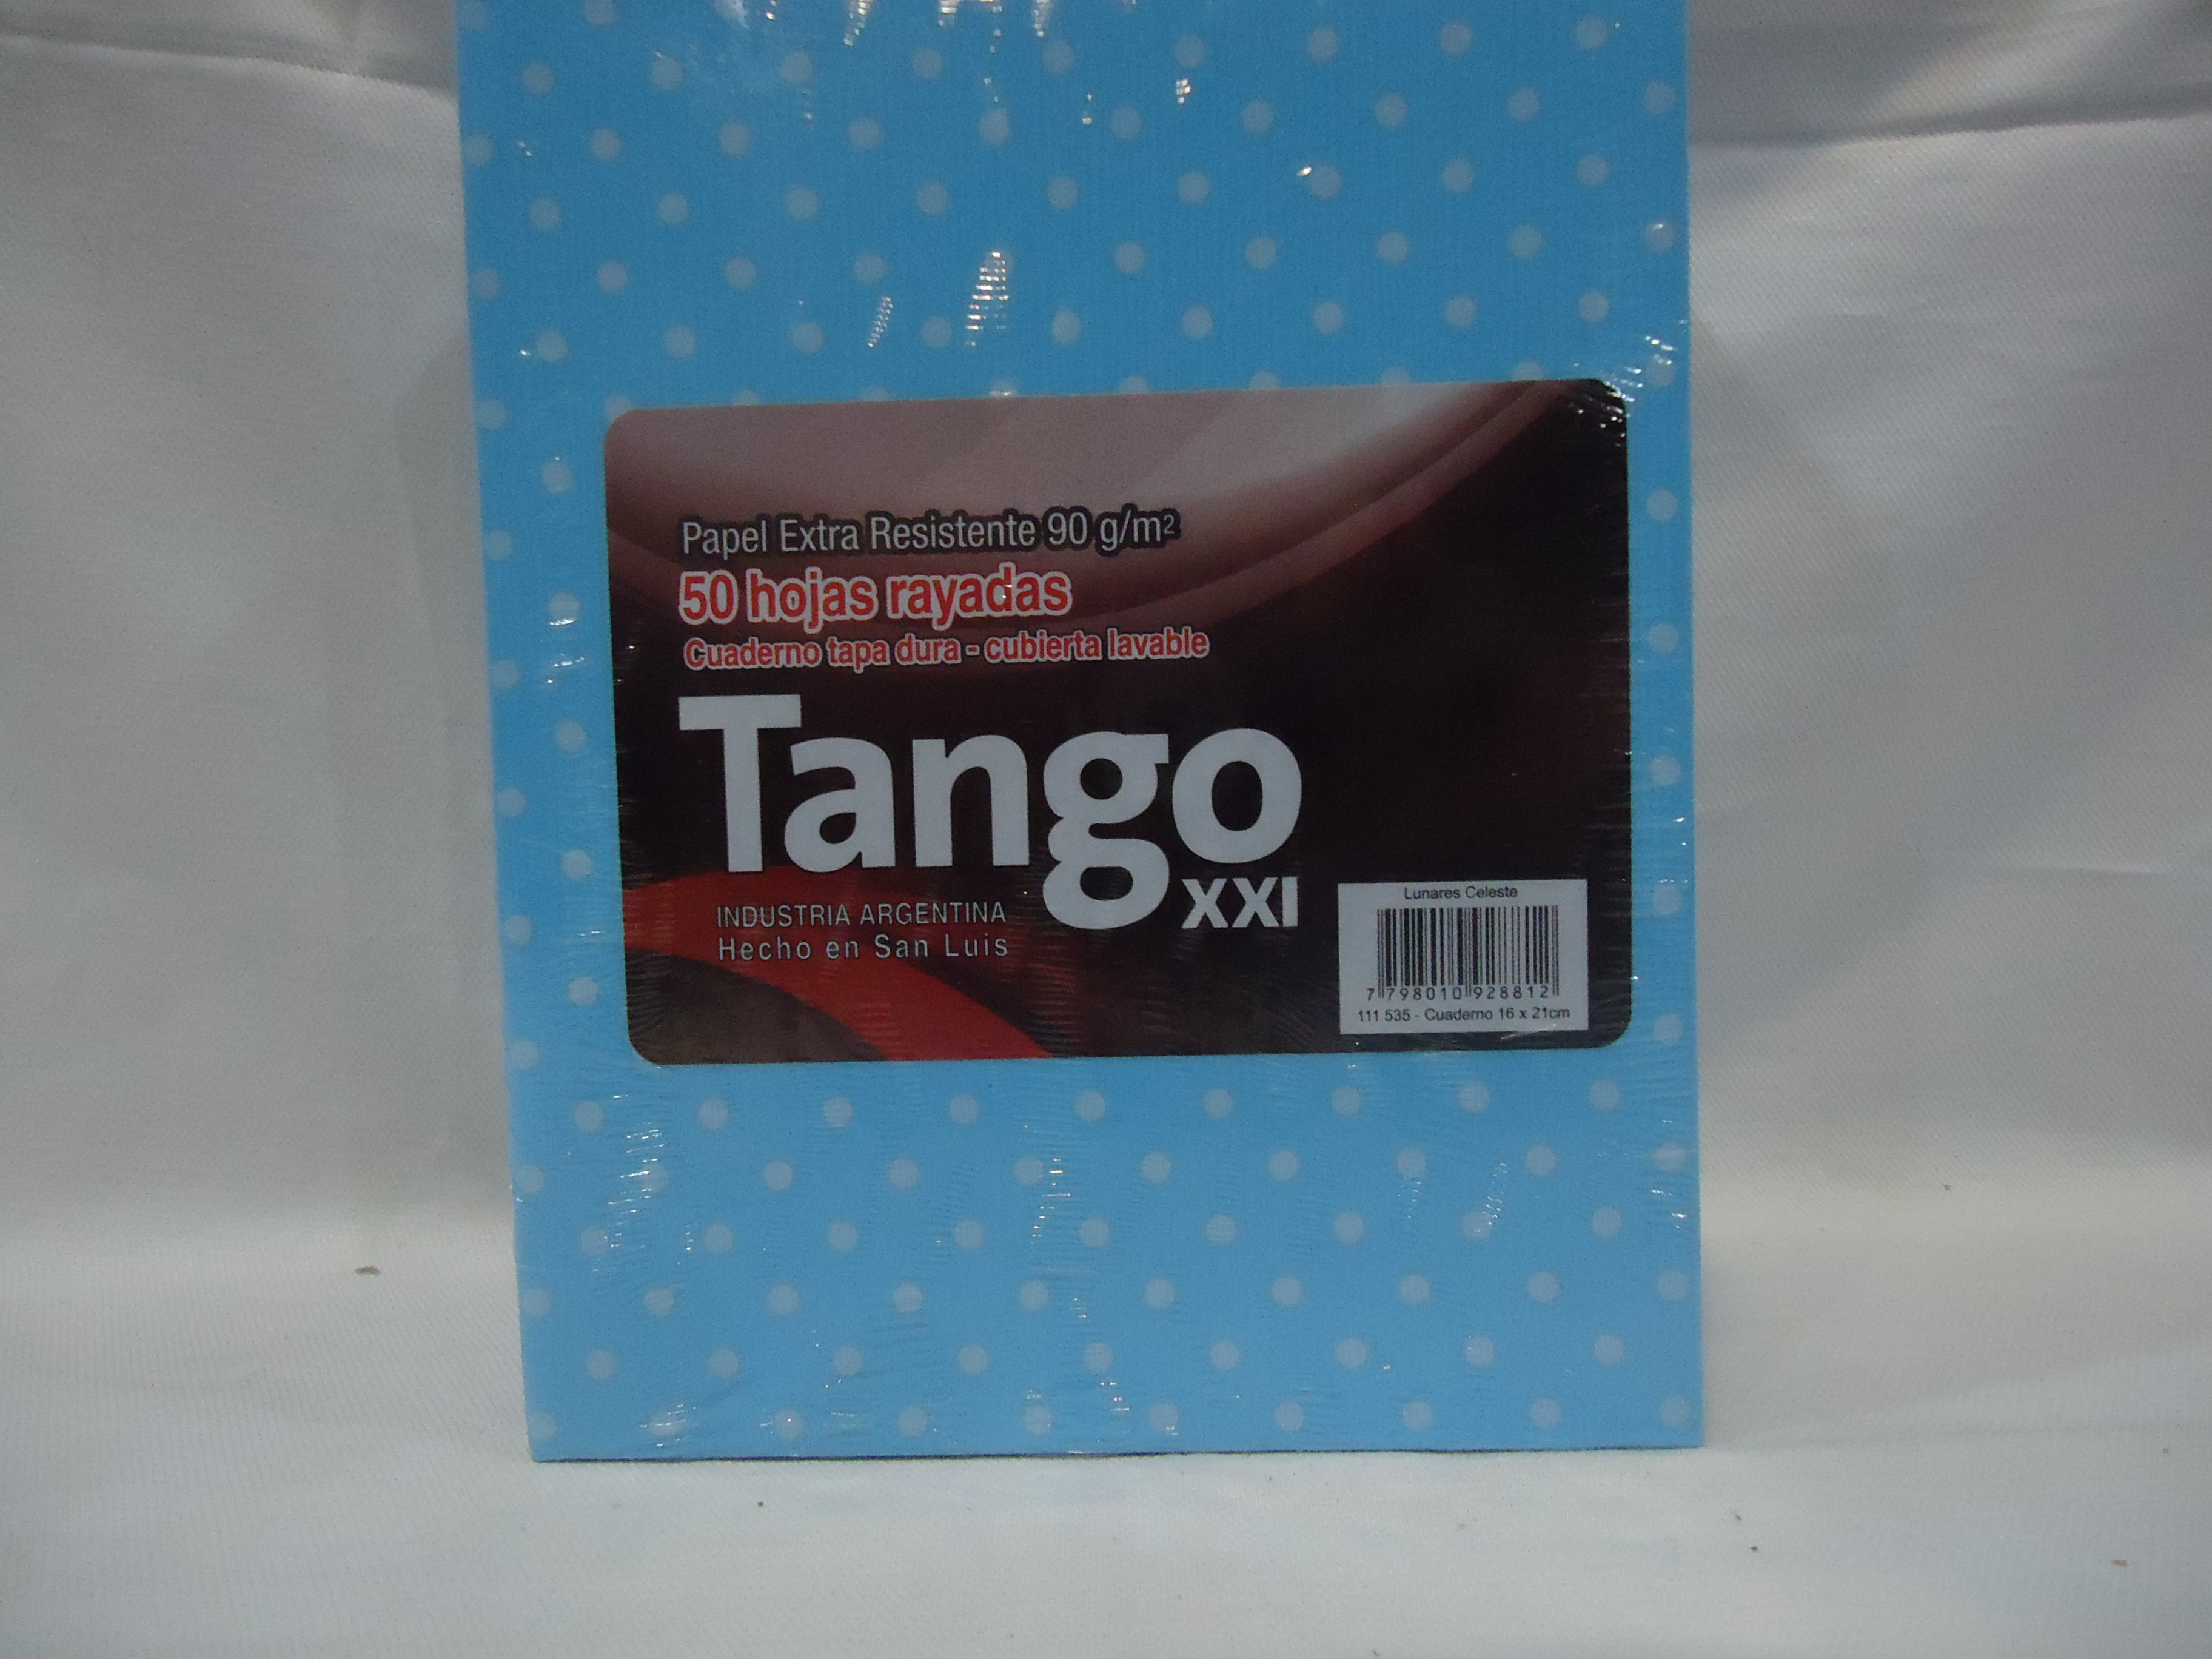 Papel Extra Resistente 90 g/m²
50 hojas rayadas
Cuaderno tapa dura - cubierta lavable
Tango
XXI
INDUSTRIA ARGENTINA
Hecho en San Luis
Lunares Celeste
7 798010 928812
111 535 - Cuaderno 16 x 21cm